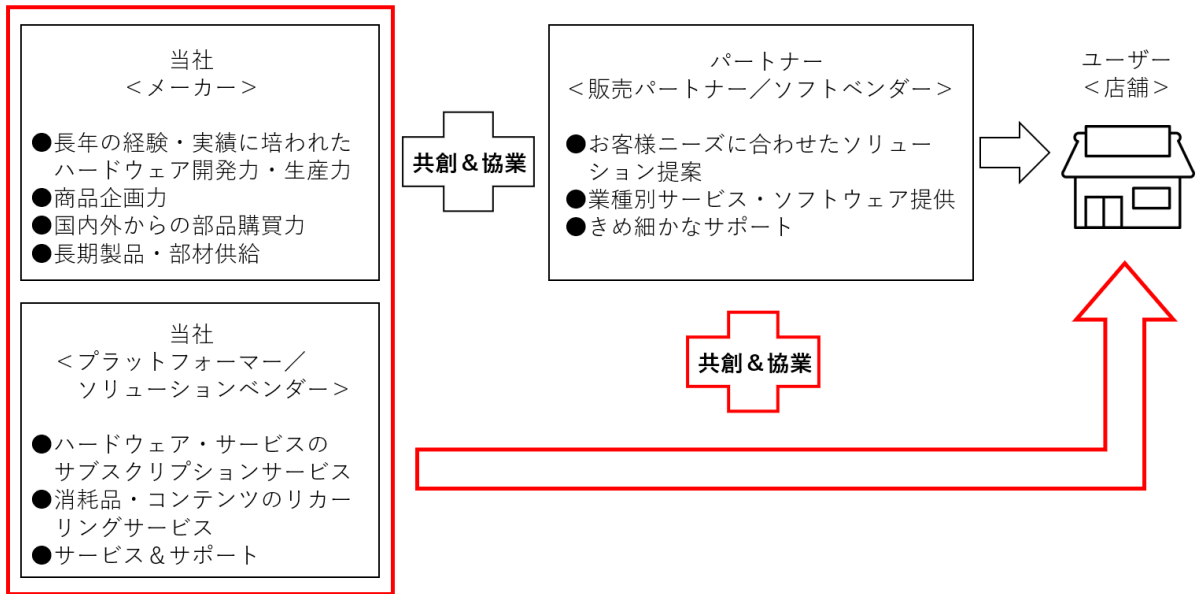 当社
＜メーカー＞
●長年の経験・実績に培われた
ハードウェア開発力・生産力
●商品企画力
●国内外からの部品購買力
●長期製品・部材供給
共創＆協業
パートナー
＜販売パートナー／ソフトベンダー＞
●お客様ニーズに合わせたソリュー
ション提案
●業種別サービス・ソフトウェア提供
●きめ細かなサポート
ユーザー
＜店舗＞
当社
＜プラットフォーマー／
ソリューションベンダー＞
●ハードウェア・サービスの
サブスクリプションサービス
●消耗品・コンテンツのリカー
リングサービス
●サービス＆サポート
共創＆協業